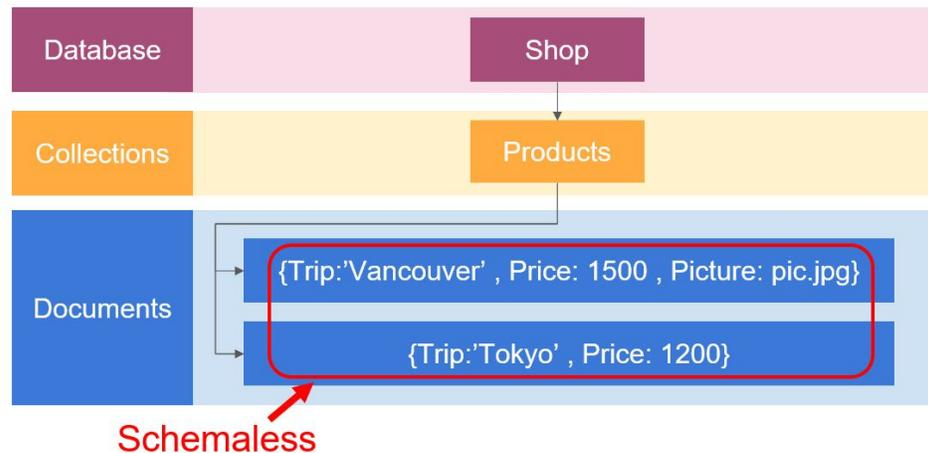 Database
Shop
Collections
Products
Documents
{Trip:’Vancouver’ , Price: 1500 , Picture: pic.jpg}
{Trip:’Tokyo’ , Price: 1200}
Schemaless